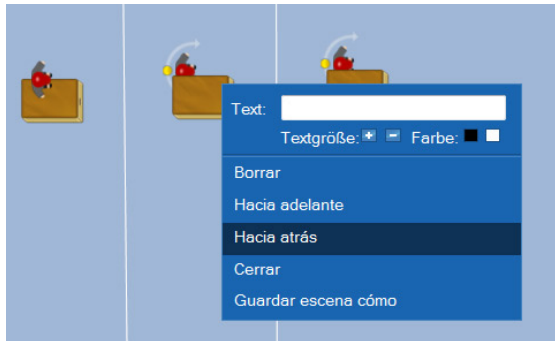 Text:
Textgröße: + - Farbe:
Borrar
Hacia adelante
Hacia atrás
Cerrar
Guardar escena cómo